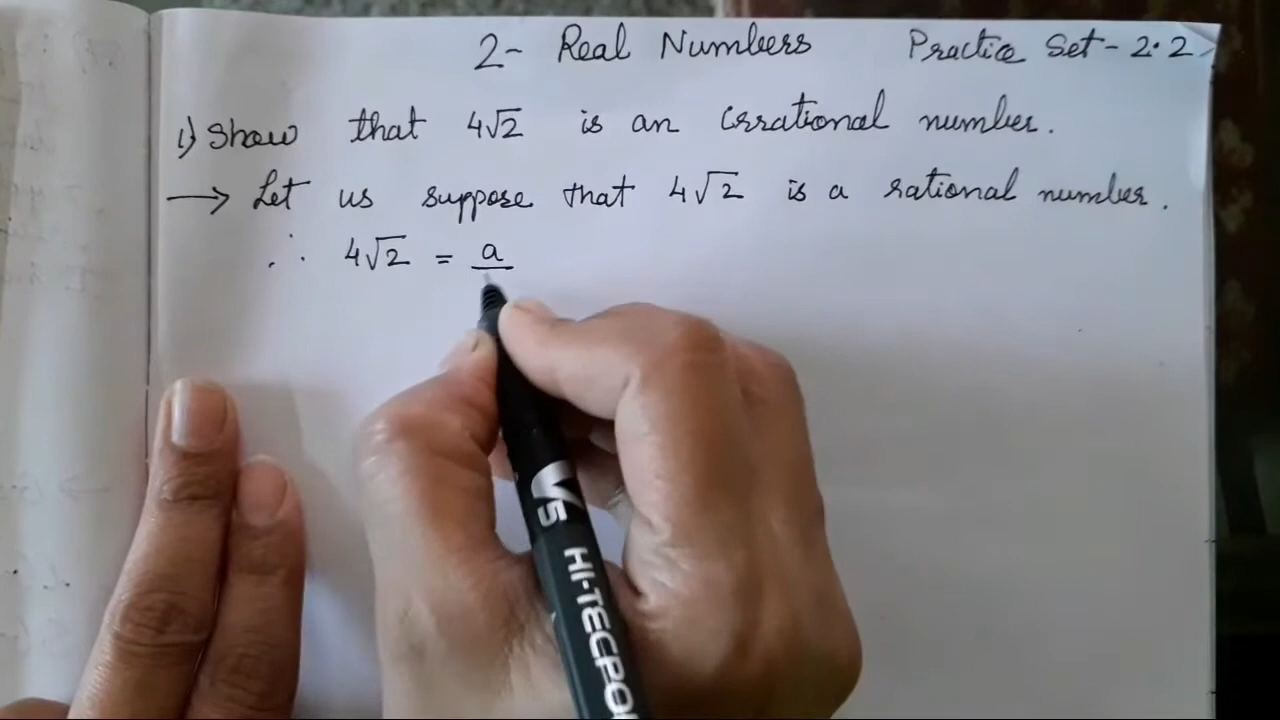 2- Real Numbers Practice Set - 2.2
1) Show that 4√2 is an irrational number.
→ Let us suppose that 4√2 is a rational number.
∴ 4√2 = a
V5 HI-TECPO